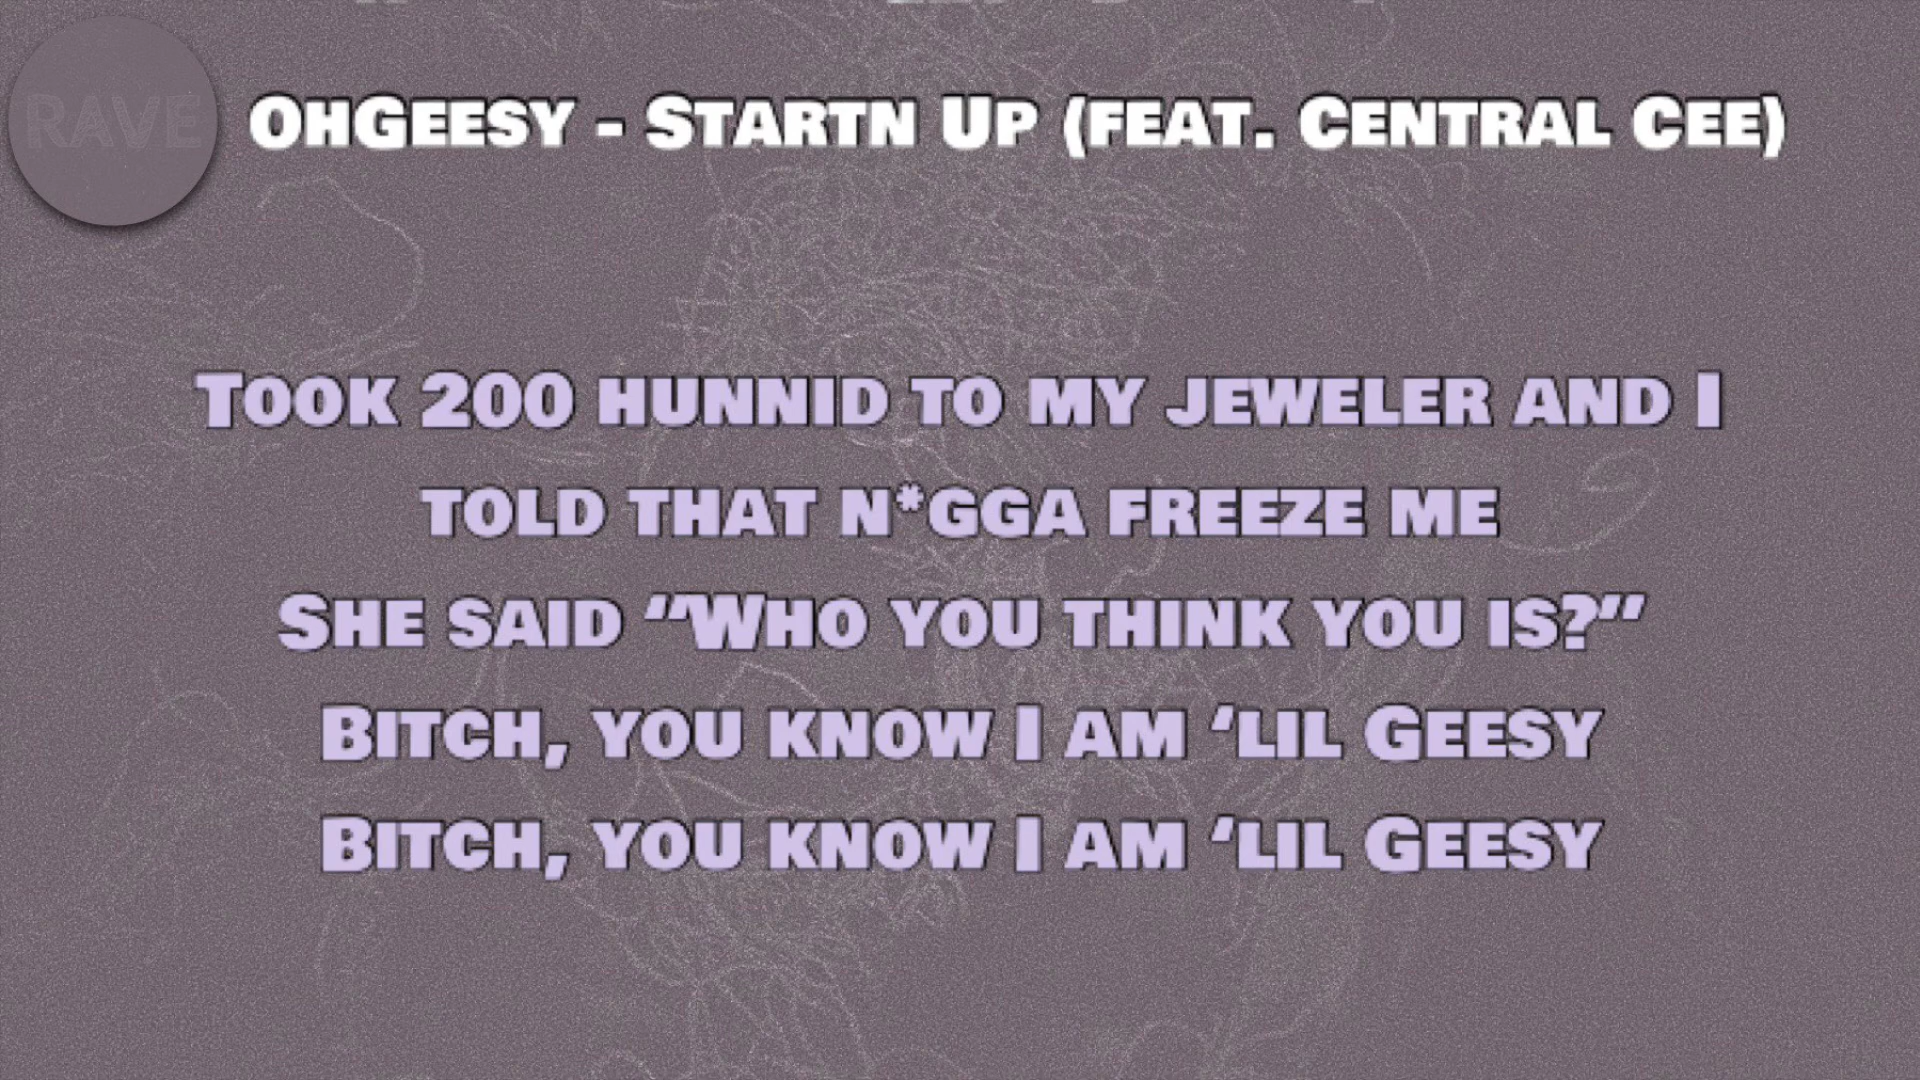 RAVE
OhGeesy - Startn Up (feat. Central Cee)
Took 200 hunnid to my jeweler and I
told that n*gga freeze me
She said “Who you think you is?”
Bitch, you know I am ‘lil Geesy
Bitch, you know I am ‘lil Geesy